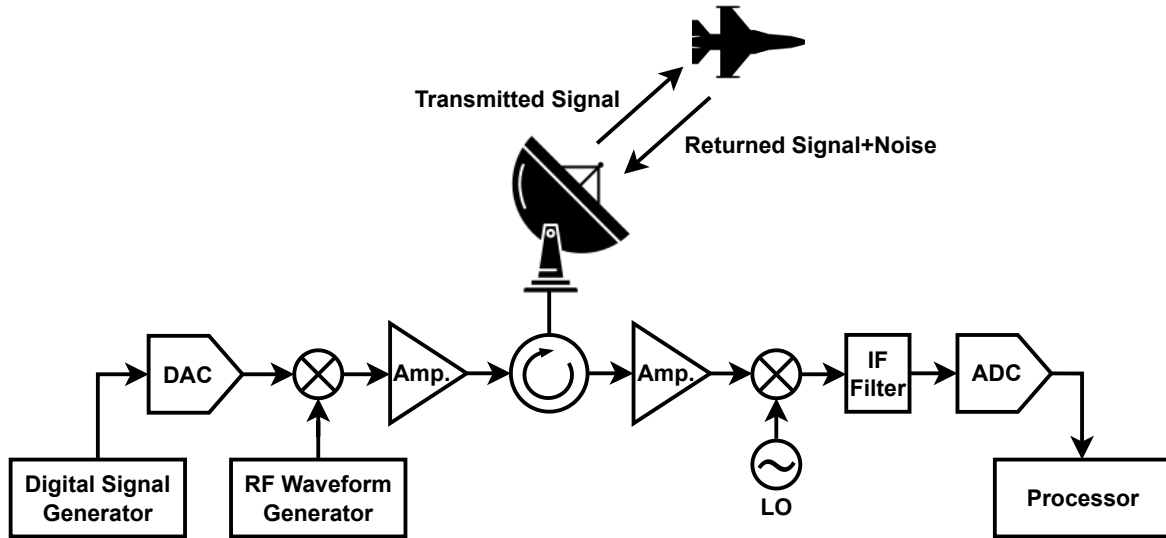 Transmitted Signal
Returned Signal+Noise
DAC
Amp.
Amp.
IF
Filter
ADC
Digital Signal
Generator
RF Waveform
Generator
LO
Processor